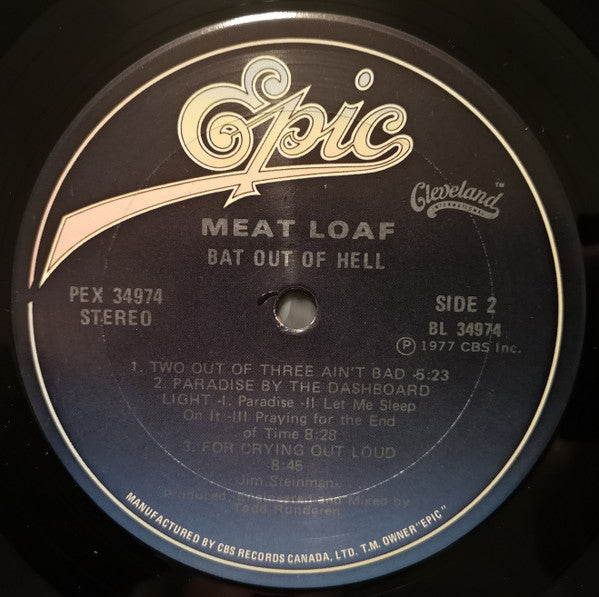 Epic
Cleveland
INTERNATIONAL
™
MEAT LOAF
BAT OUT OF HELL
PEX 34974
STEREO
SIDE 2
BL 34974
Ⓟ 1977 CBS Inc.
1. TWO OUT OF THREE AIN'T BAD -5:23
2. PARADISE BY THE DASHBOARD
LIGHT -I. Paradise -II Let Me Sleep
On It -III Praying for the End
of Time 8:28
3. FOR CRYING OUT LOUD
8:45
Jim Steinman-
Produced, Engineered and Mixed by
Todd Rundgren.
MANUFACTURED BY CBS RECORDS CANADA, LTD. T.M. OWNER "EPIC"